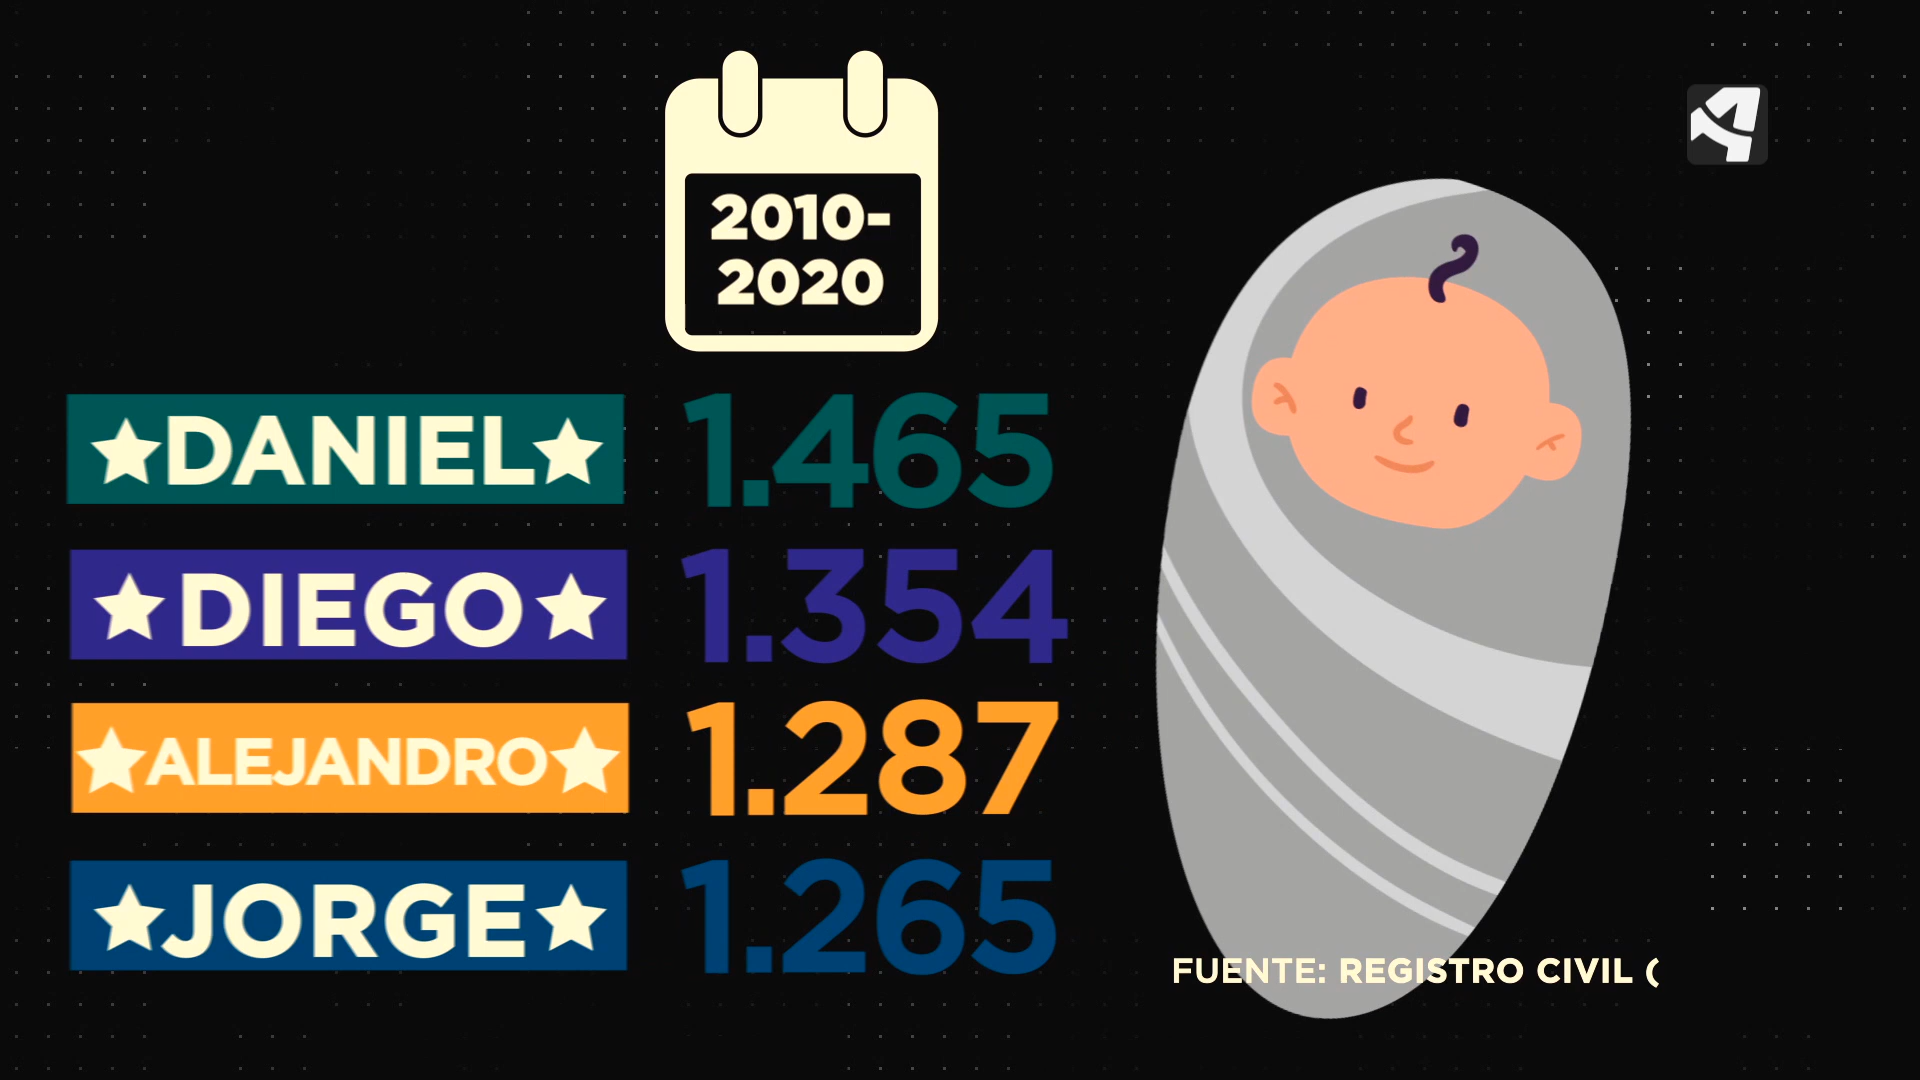 2010-
2020
DANIEL 1.465
DIEGO 1.354
ALEJANDRO 1.287
JORGE 1.265
FUENTE: REGISTRO CIVIL (